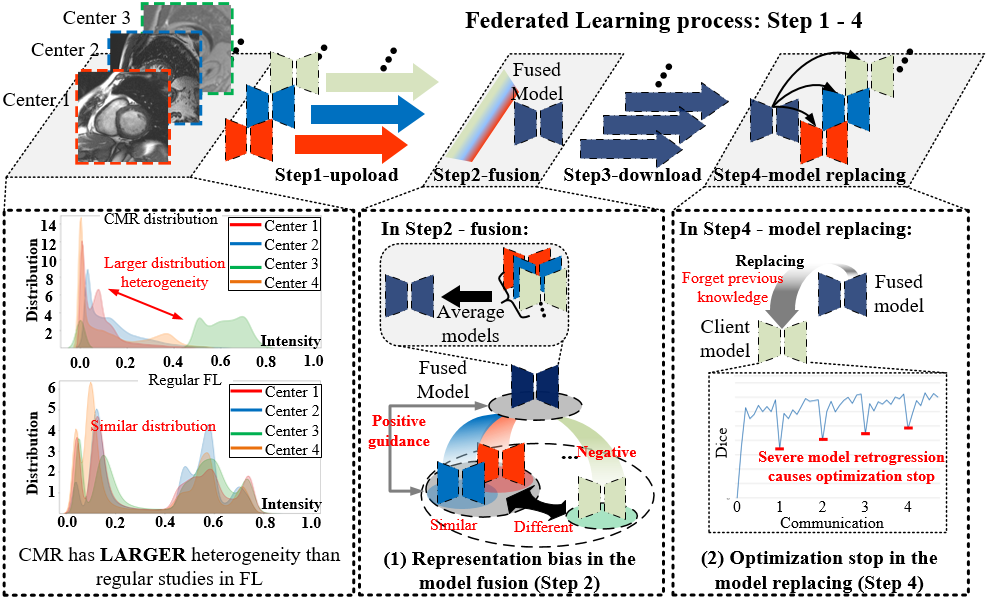 Federated Learning process: Step 1 - 4
Center 3
Center 2
Center 1
Fused
Model
Step1-upoload
Step2-fusion
Step3-download
Step4-model replacing
CMR distribution
Distribution
14
12
10
8
6
4
2
Center 1
Center 2
Center 3
Center 4
Larger distribution
heterogeneity
Intensity
0.0
0.2
0.4
0.6
0.8
1.0
Regular FL
Distribution
6
5
4
3
2
1
Center 1
Center 2
Center 3
Center 4
Similar distribution
Intensity
0.0
0.2
0.4
0.6
0.8
1.0
CMR has LARGER heterogeneity than
regular studies in FL
In Step2 - fusion:
Average
models
Fused
Model
Positive
guidance
Negative
Similar
Different
(1) Representation bias in the
model fusion (Step 2)
In Step4 - model replacing:
Replacing
Forget previous
knowledge
Fused
model
Client
model
Dice
Severe model retrogression
causes optimization stop
0
1
2
3
4
Communication
(2) Optimization stop in the
model replacing (Step 4)